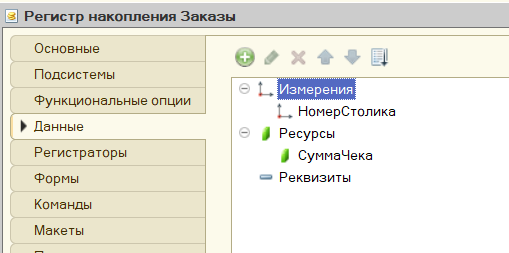 Регистр накопления Заказы
Основные
Подсистемы
Функциональные опции
Данные
Регистраторы
Формы
Команды
Макеты
Измерения
НомерСтолика
Ресурсы
СуммаЧека
Реквизиты